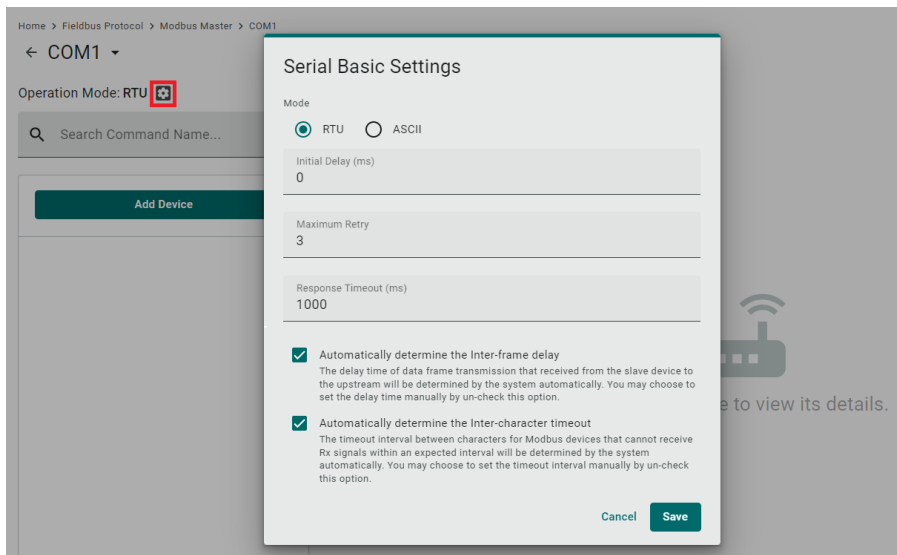 Home > Fieldbus Protocol > Modbus Master > COM1
← COM1
Operation Mode: RTU
Search Command Name...
Add Device
Serial Basic Settings
Mode
RTU ASCII
Initial Delay (ms)
0
Maximum Retry
3
Response Timeout (ms)
1000
Automatically determine the Inter-frame delay
The delay time of data frame transmission that received from the slave device to
the upstream will be determined by the system automatically. You may choose to
set the delay time manually by un-check this option.
Automatically determine the Inter-character timeout
The timeout interval between characters for Modbus devices that cannot receive
Rx signals within an expected interval will be determined by the system
automatically. You may choose to set the timeout interval manually by un-check
this option.
Cancel Save
e to view its details.